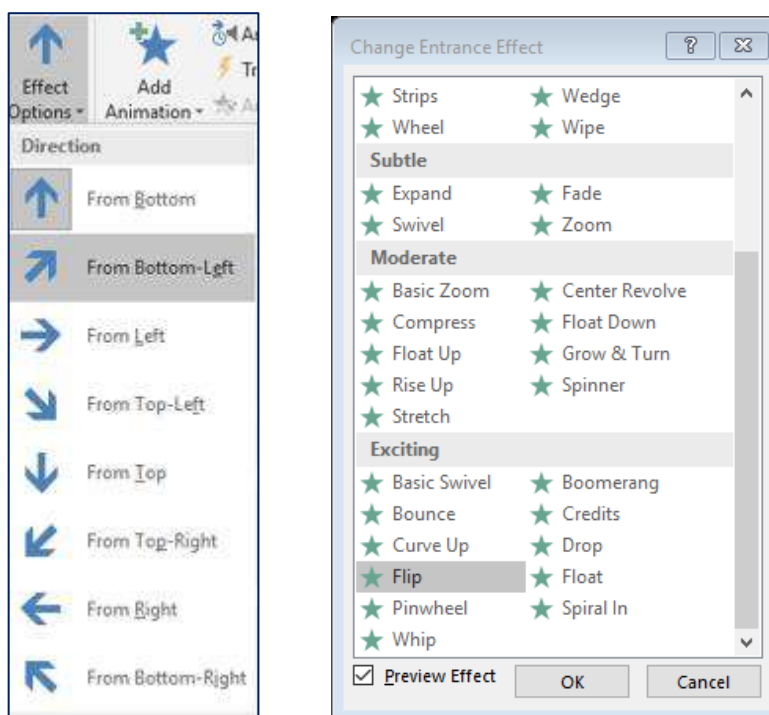 Effect
Options
Add
Animation
Direction
From Bottom
From Bottom-Left
From Left
From Top-Left
From Top
From Top-Right
From Right
From Bottom-Right
Change Entrance Effect
Strips Wedge
Wheel Wipe
Subtle
Expand Fade
Swivel Zoom
Moderate
Basic Zoom Center Revolve
Compress Float Down
Float Up Grow & Turn
Rise Up Spinner
Stretch
Exciting
Basic Swivel Boomerang
Bounce Credits
Curve Up Drop
Flip Float
Pinwheel Spiral In
Whip
Preview Effect OK Cancel